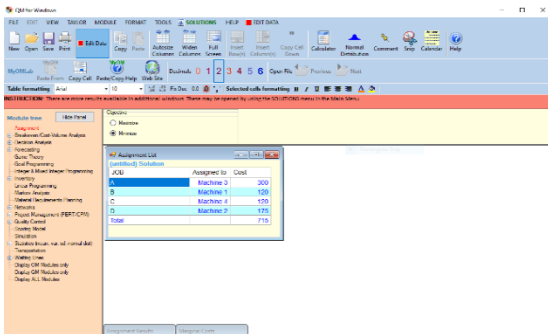 QM for Windows
FILE EDIT VIEW TAYLOR MODULE FORMAT TOOLS SOLUTIONS HELP EDIT DATA
New Open Save Print Edit Data Copy Paste Autosize Columns Widen Columns Full Screen Insert Row(s) Insert Column(s) Copy Cell Down Calculator Normal Distribution Comment Snip Calendar Help
MyOMLab Paste From Copy Cell Paste/Copy Help Web Site Decimals 0 1 2 3 4 5 6 Open File Previous Next
Table formatting Arial 10 Fix Dec 0.0 Selected cells formatting B I U
INSTRUCTION: There are more results available in additional windows. These may be opened by using the SOLUTIONS menu in the Main Menu.
Module tree Hide Panel
Assignment
Breakeven/Cost-Volume Analysis
Decision Analysis
Forecasting
Game Theory
Goal Programming
Integer & Mixed Integer Programming
Inventory
Linear Programming
Markov Analysis
Material Requirements Planning
Networks
Project Management (PERT/CPM)
Quality Control
Scoring Model
Simulation
Statistics (mean, var, sd, normal dist)
Transportation
Waiting Lines
Display OM Modules only
Display QM Modules only
Display ALL Modules
Objective
Maximize
Minimize
Assignment List
(untitled) Solution
JOB Assigned to Cost
A Machine 3 300
B Machine 1 120
C Machine 4 120
D Machine 2 175
Total 715
Assignment Results Marginal Costs